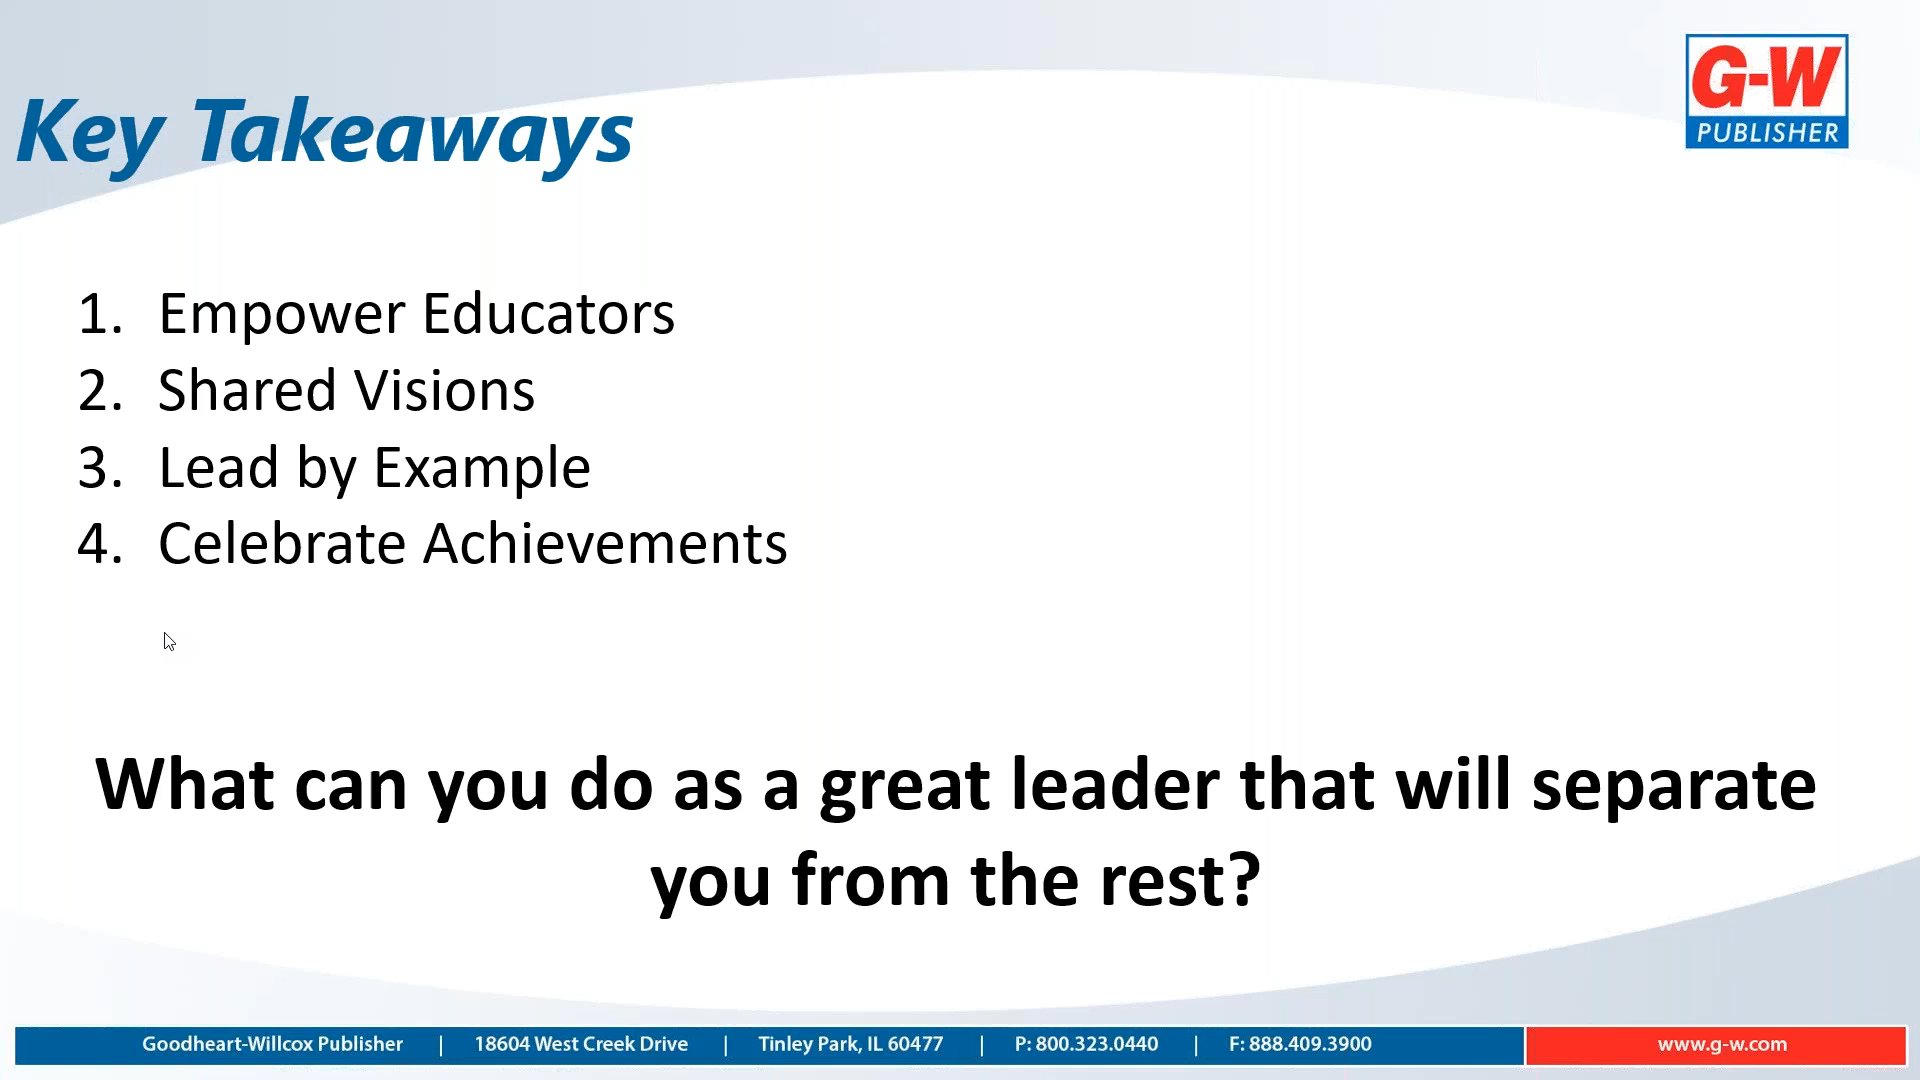 G-W
PUBLISHER
Key Takeaways
1. Empower Educators
2. Shared Visions
3. Lead by Example
4. Celebrate Achievements
What can you do as a great leader that will separate
you from the rest?
Goodheart-Willcox Publisher | 18604 West Creek Drive | Tinley Park, IL 60477 | P: 800.323.0440 | F: 888.409.3900 www.g-w.com